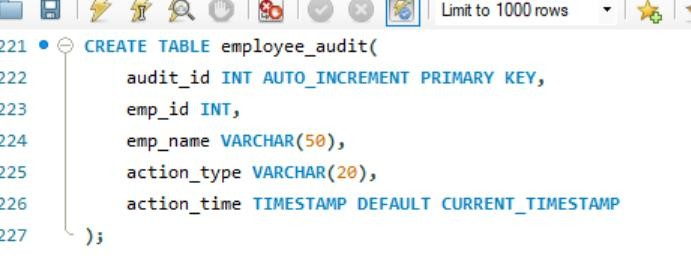 Limit to 1000 rows
221 CREATE TABLE employee_audit(
222 audit_id INT AUTO_INCREMENT PRIMARY KEY,
223 emp_id INT,
224 emp_name VARCHAR(50),
225 action_type VARCHAR(20),
226 action_time TIMESTAMP DEFAULT CURRENT_TIMESTAMP
227 );